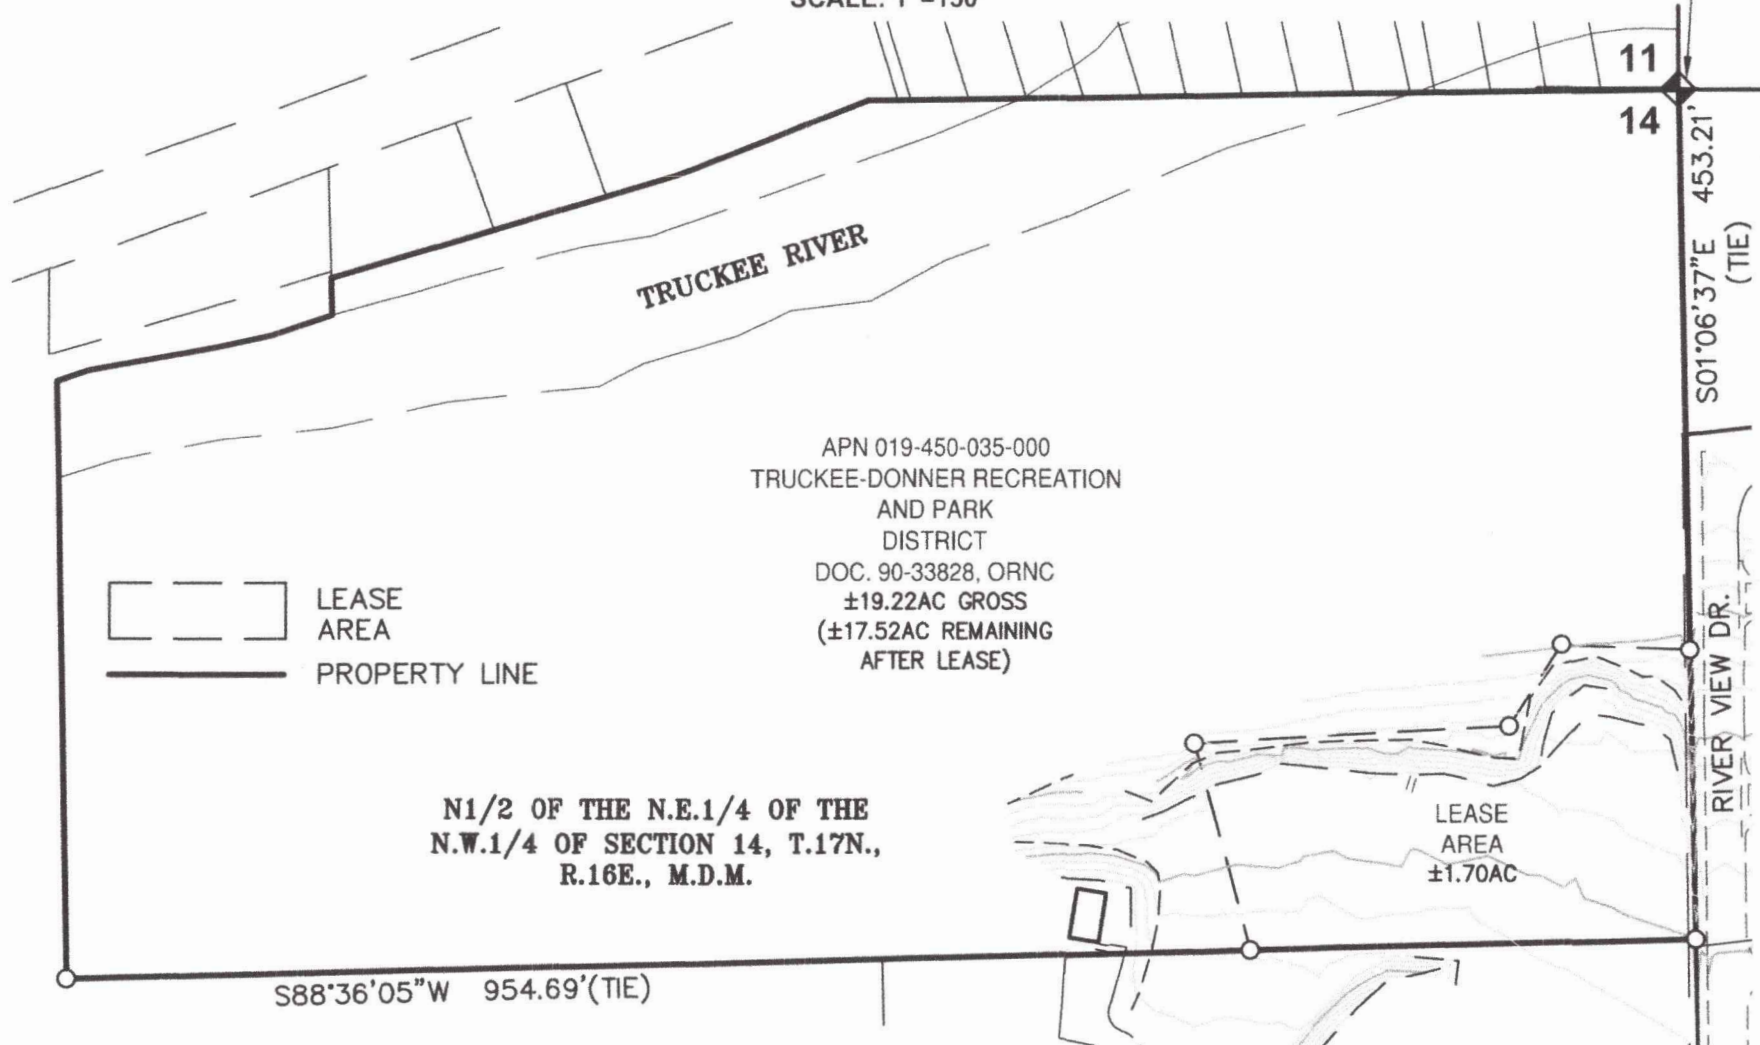 11
14
S01°06'37"E 453.21'
(TIE)
TRUCKEE RIVER
APN 019-450-035-000
TRUCKEE-DONNER RECREATION
AND PARK
DISTRICT
DOC. 90-33828, ORNC
±19.22AC GROSS
(±17.52AC REMAINING
AFTER LEASE)
LEASE
AREA
PROPERTY LINE
RIVER VIEW DR.
N1/2 OF THE N.E.1/4 OF THE
N.W.1/4 OF SECTION 14, T.17N.,
R.16E., M.D.M.
LEASE
AREA
±1.70AC
S88°36'05"W 954.69'(TIE)